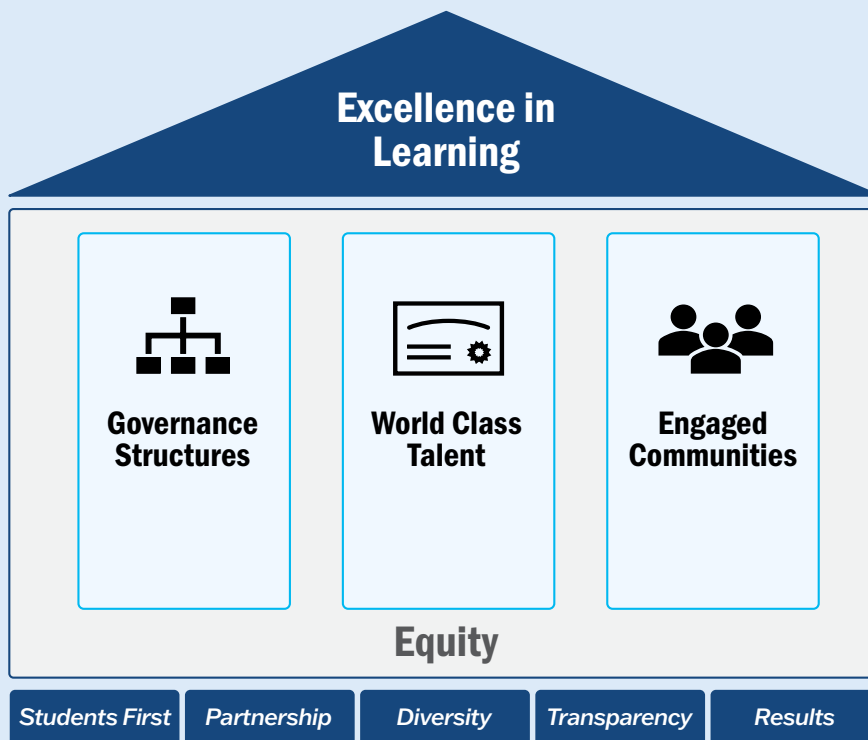 Excellence in
Learning
Governance
Structures
World Class
Talent
Engaged
Communities
Equity
Students First
Partnership
Diversity
Transparency
Results